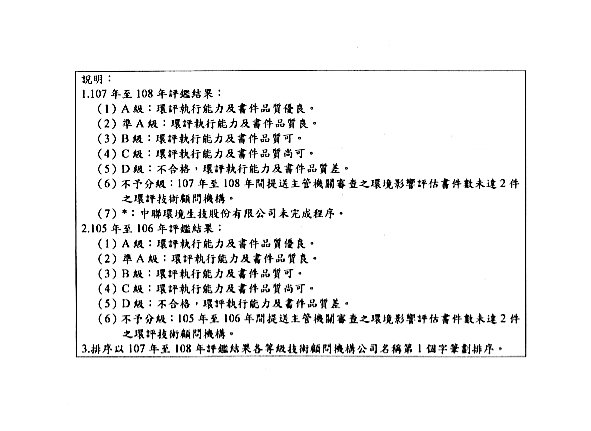 說明：
1.107 年至 108 年評鑑結果：
(1) A 級：環評執行能力及書件品質優良。
(2) 準 A 級：環評執行能力及書件品質良。
(3) B 級：環評執行能力及書件品質可。
(4) C 級：環評執行能力及書件品質尚可。
(5) D 級：不合格，環評執行能力及書件品質差。
(6) 不予分級：107 年至 108 年間提送主管機關審查之環境影響評估書件數未達 2 件
之環評技術顧問機構。
(7) *：中聯環境生技股份有限公司未完成程序。
2.105 年至 106 年評鑑結果：
(1) A 級：環評執行能力及書件品質優良。
(2) 準 A 級：環評執行能力及書件品質良。
(3) B 級：環評執行能力及書件品質可。
(4) C 級：環評執行能力及書件品質尚可。
(5) D 級：不合格，環評執行能力及書件品質差。
(6) 不予分級：105 年至 106 年間提送主管機關審查之環境影響評估書件數未達 2 件
之環評技術顧問機構。
3.排序以 107 年至 108 年評鑑結果各等級技術顧問機構公司名稱第 1 個字筆劃排序。